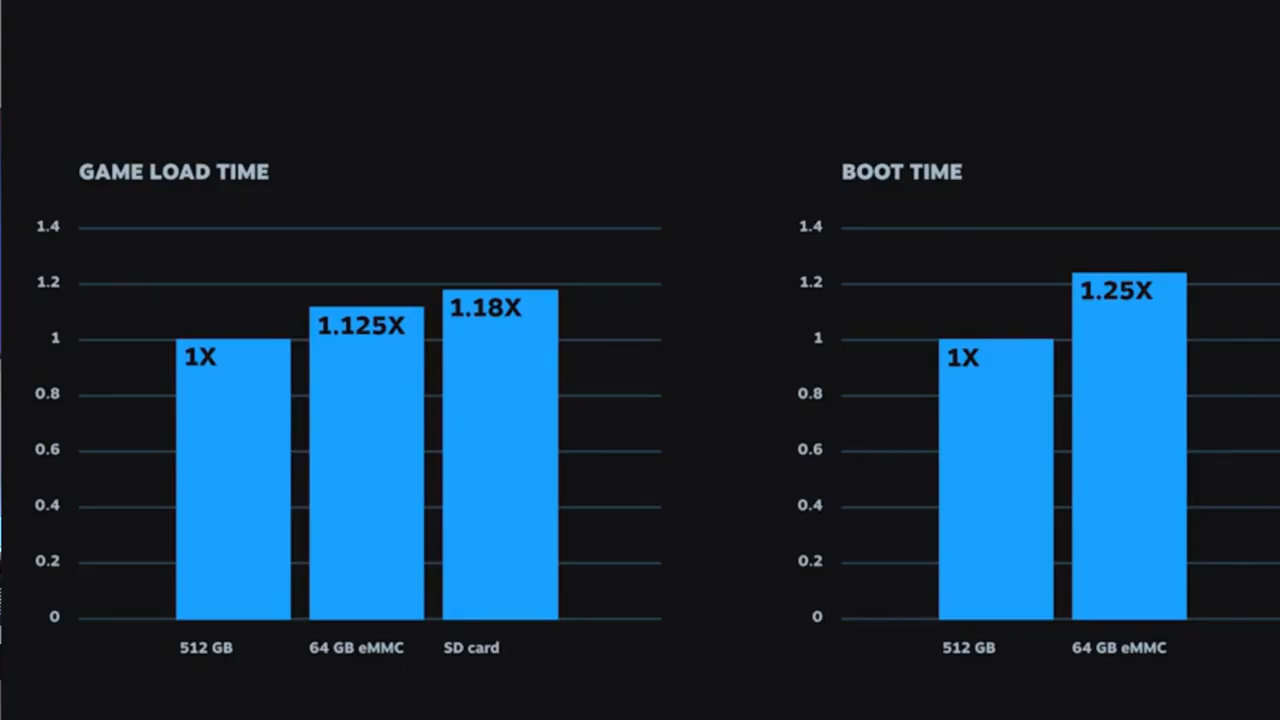 GAME LOAD TIME
1.4
1.2
1
0.8
0.6
0.4
0.2
0
1X
1.125X
1.18X
512 GB
64 GB eMMC
SD card
BOOT TIME
1.4
1.2
1
0.8
0.6
0.4
0.2
0
1X
1.25X
512 GB
64 GB eMMC